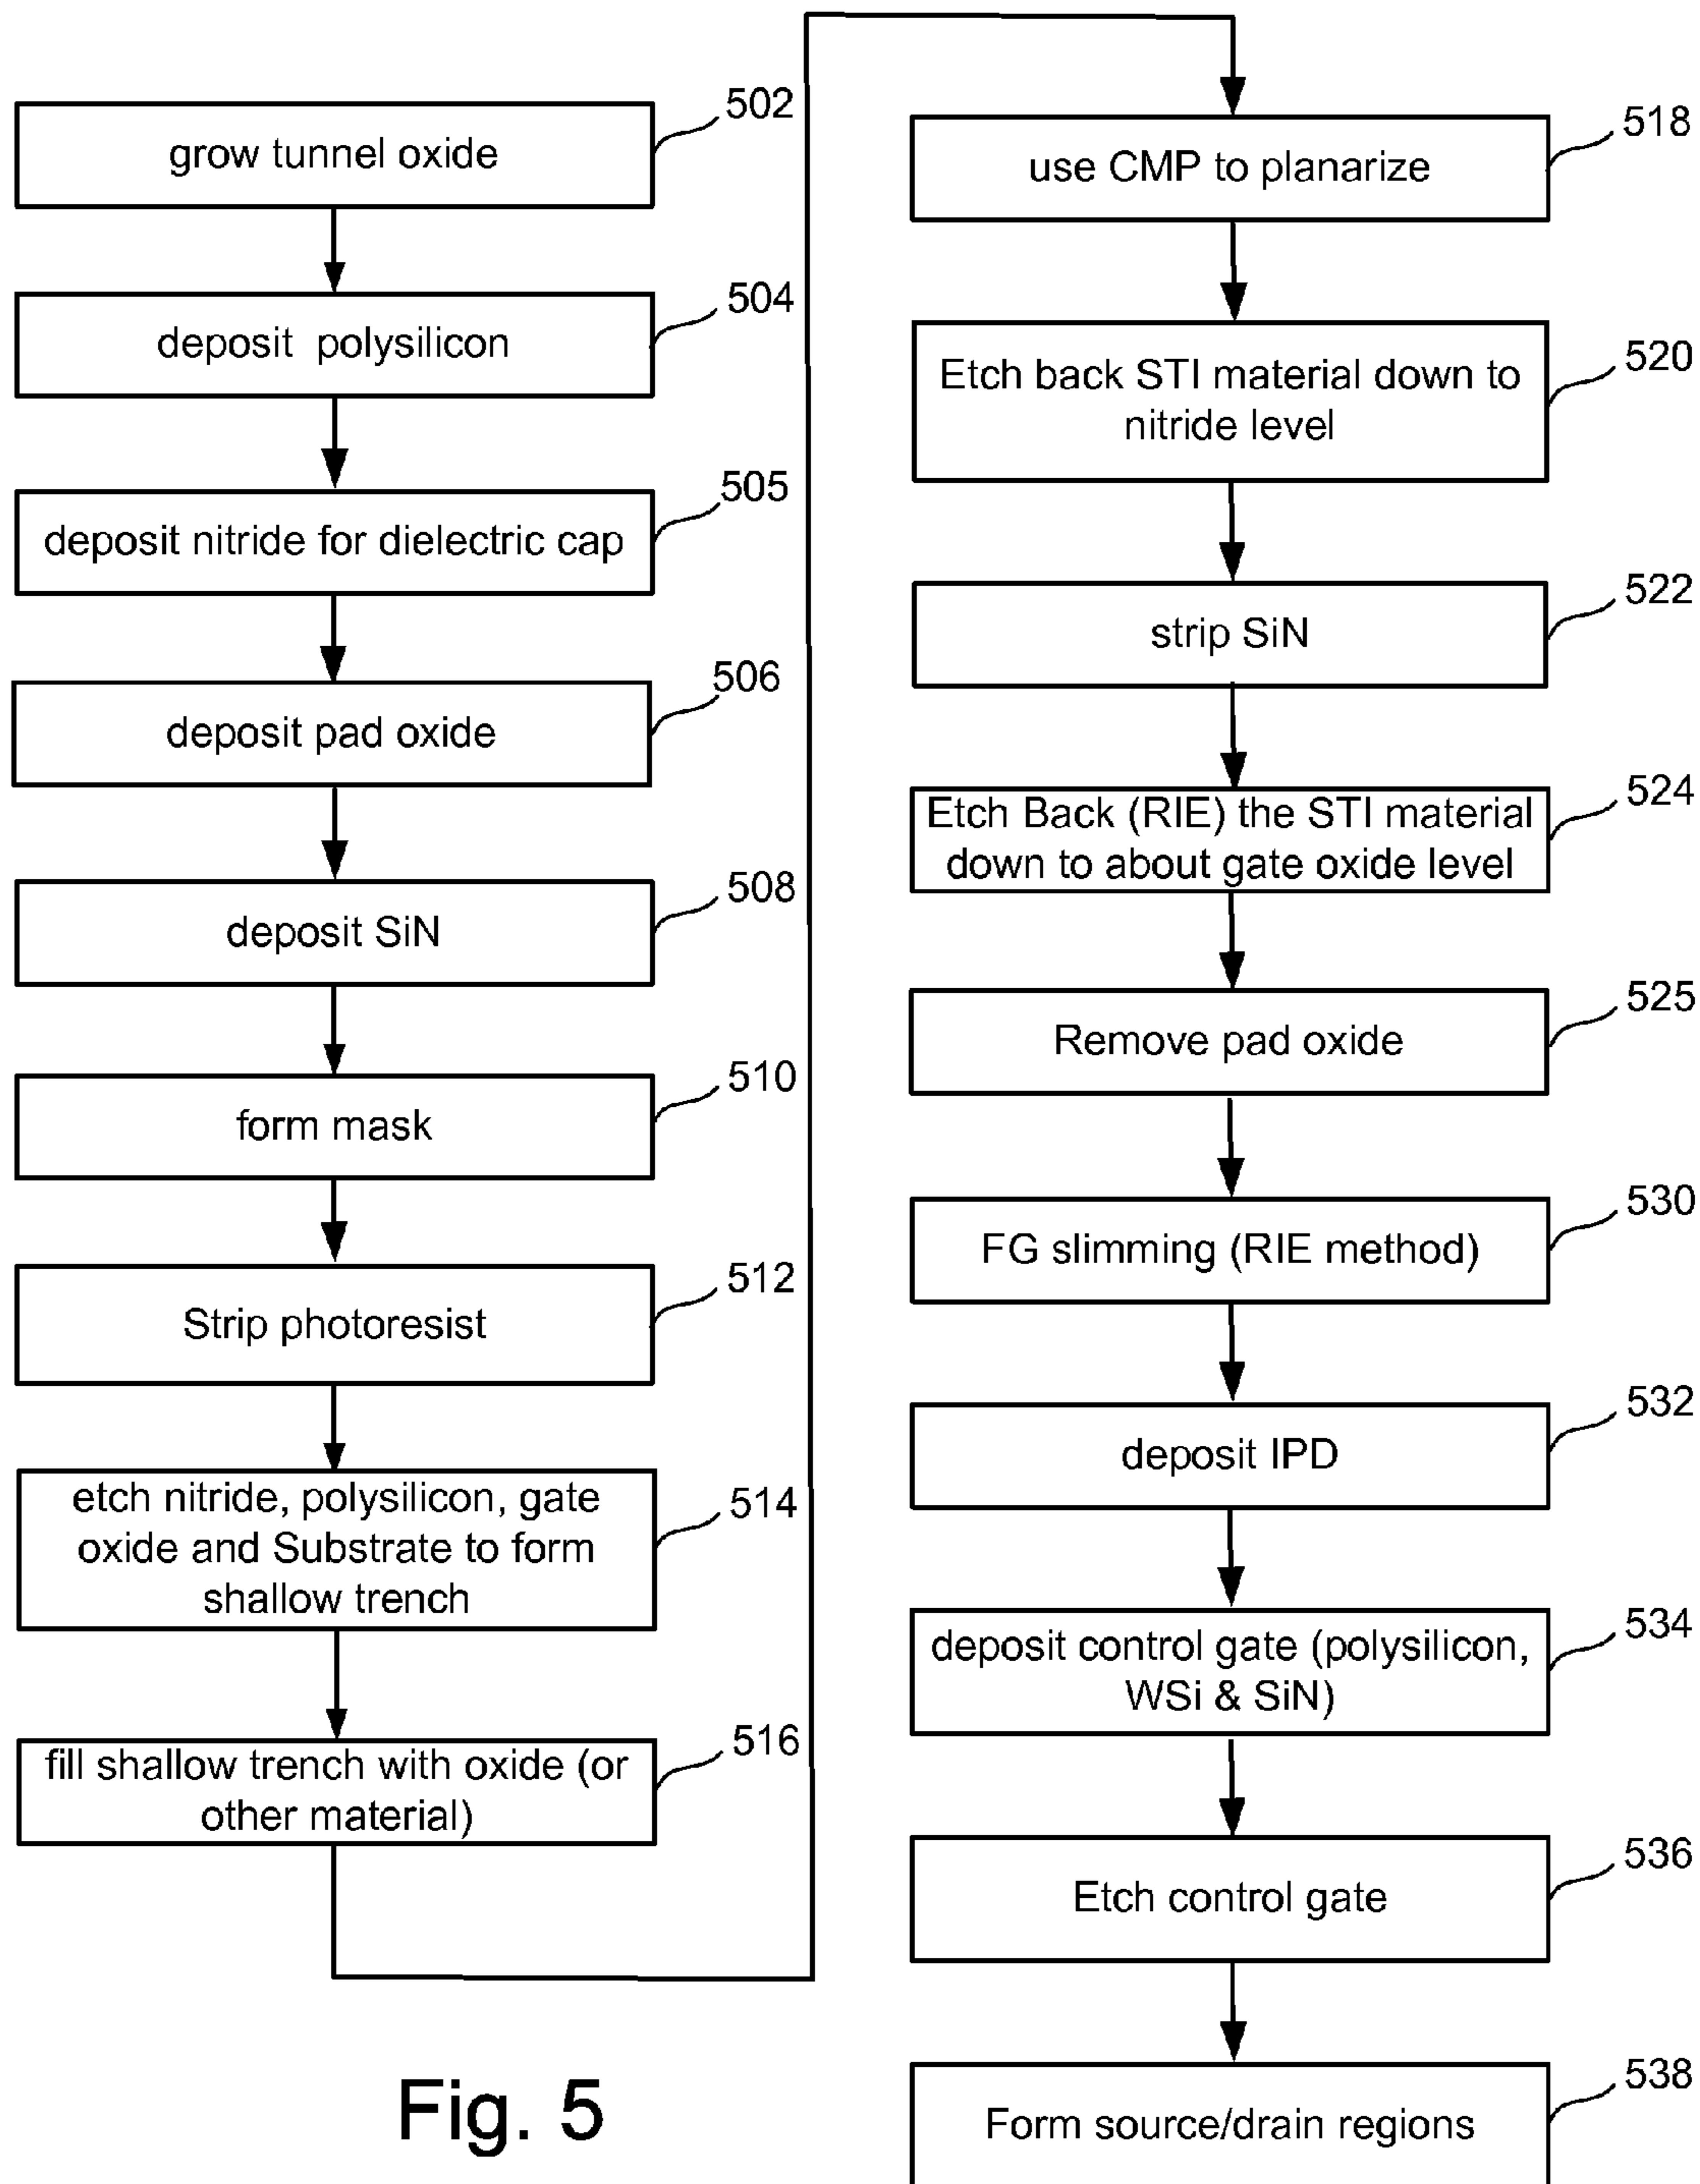 grow tunnel oxide
502
deposit polysilicon
504
deposit nitride for dielectric cap
505
deposit pad oxide
506
deposit SiN
508
form mask
510
Strip photoresist
512
etch nitride, polysilicon, gate
oxide and Substrate to form
shallow trench
514
fill shallow trench with oxide (or
other material)
516
use CMP to planarize
518
Etch back STI material down to
nitride level
520
strip SiN
522
Etch Back (RIE) the STI material
down to about gate oxide level
524
Remove pad oxide
525
FG slimming (RIE method)
530
deposit IPD
532
deposit control gate (polysilicon,
WSi & SiN)
534
Etch control gate
536
Form source/drain regions
538
Fig. 5